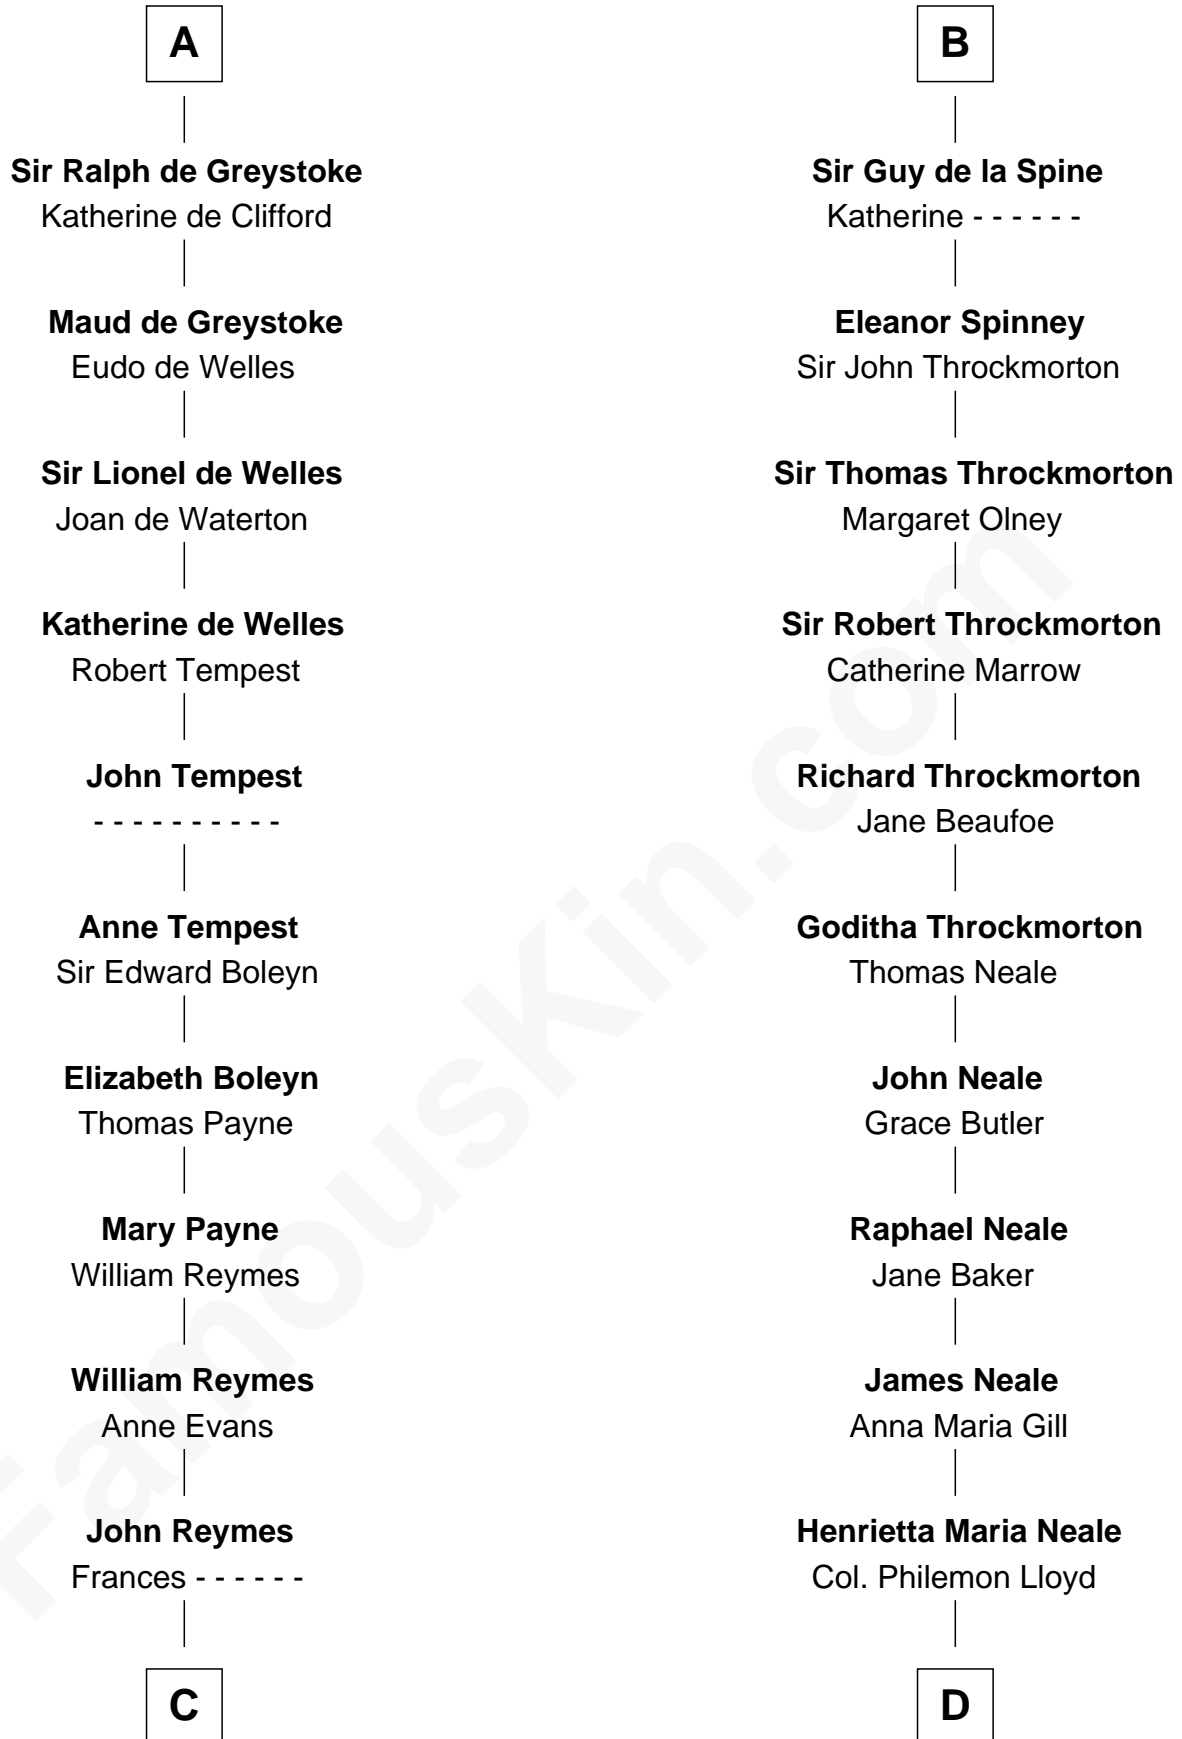 A
Sir Ralph de Greystoke
Katherine de Clifford
Maud de Greystoke
Eudo de Welles
Sir Lionel de Welles
Joan de Waterton
Katherine de Welles
Robert Tempest
John Tempest
- - - - - - - - - -
Anne Tempest
Sir Edward Boleyn
Elizabeth Boleyn
Thomas Payne
Mary Payne
William Reymes
William Reymes
Anne Evans
John Reymes
Frances - - - - - -
C
B
Sir Guy de la Spine
Katherine - - - - - -
Eleanor Spinney
Sir John Throckmorton
Sir Thomas Throckmorton
Margaret Olney
Sir Robert Throckmorton
Catherine Marrow
Richard Throckmorton
Jane Beaufoe
Goditha Throckmorton
Thomas Neale
John Neale
Grace Butler
Raphael Neale
Jane Baker
James Neale
Anna Maria Gill
Henrietta Maria Neale
Col. Philemon Lloyd
D
FamousKin.com